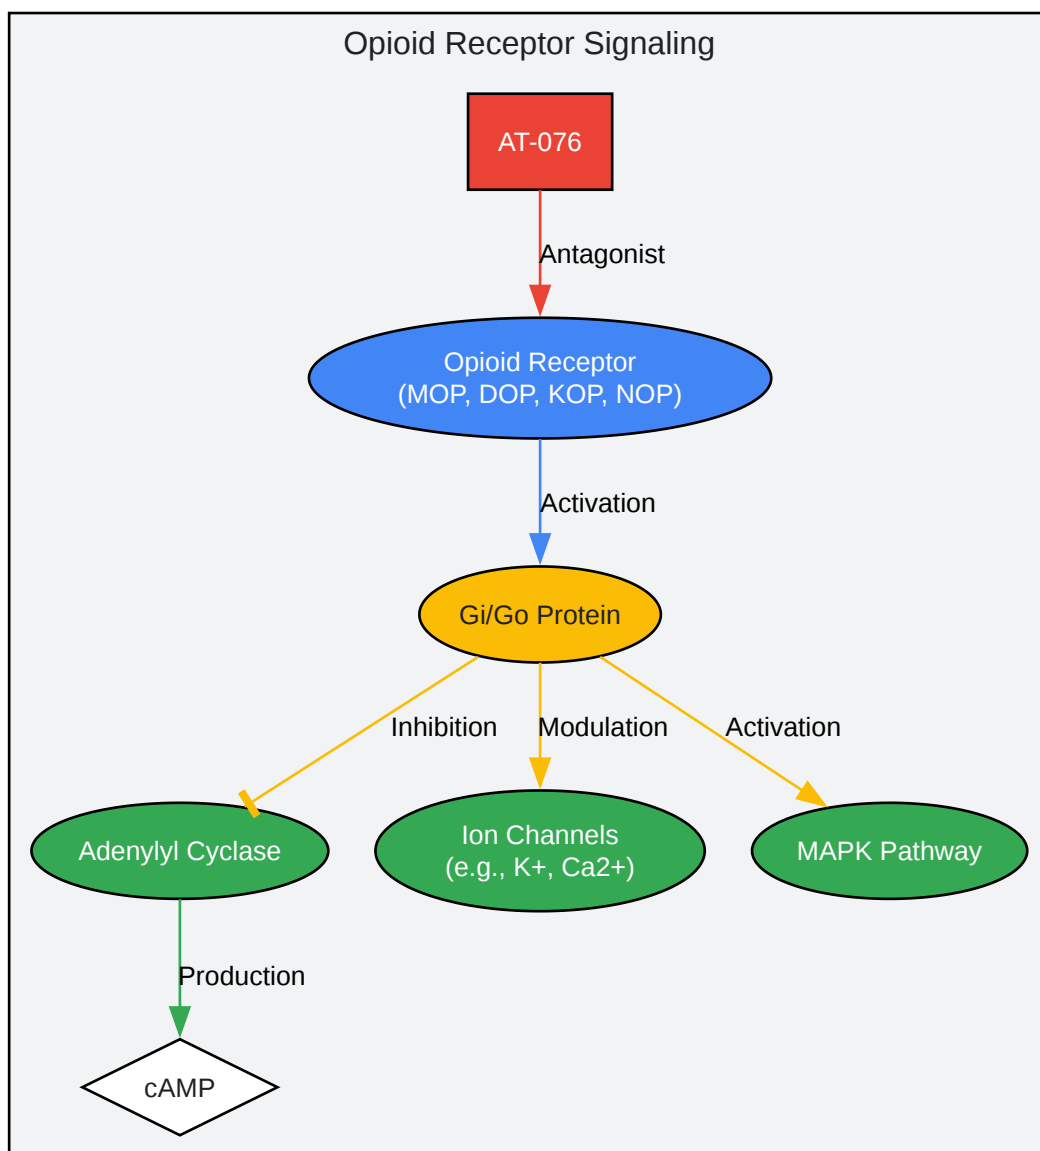 Opioid Receptor Signaling
AT-076
Antagonist
Opioid Receptor
(MOP, DOP, KOP, NOP)
Activation
Gi/Go Protein
Inhibition
Modulation
Activation
Adenylyl Cyclase
Ion Channels
(e.g., K+, Ca2+)
MAPK Pathway
Production
cAMP